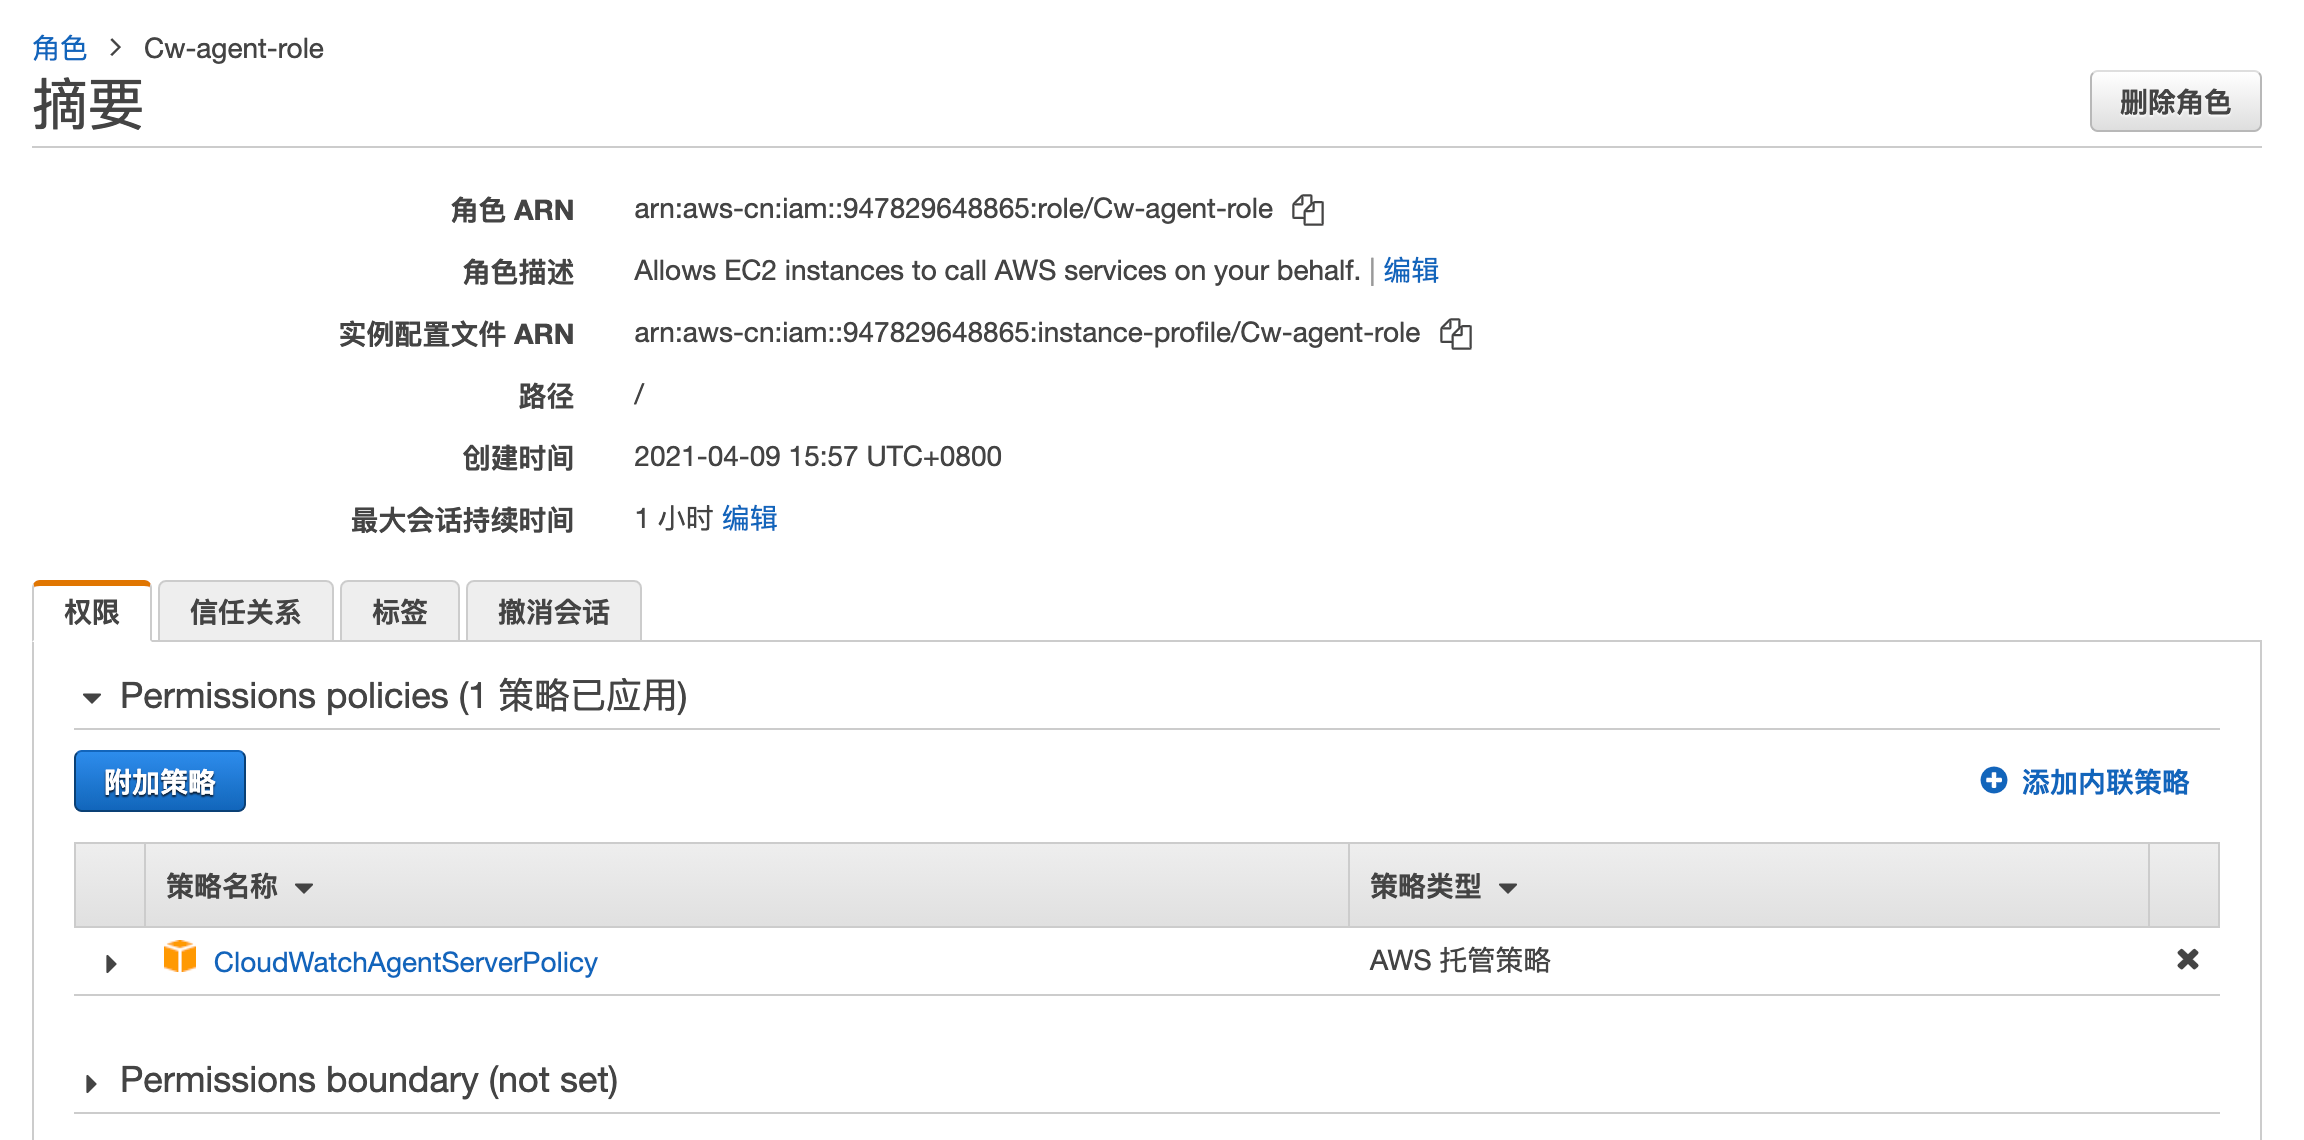 角色 > Cw-agent-role
摘要
删除角色
角色 ARN arn:aws-cn:iam::947829648865:role/Cw-agent-role
角色描述 Allows EC2 instances to call AWS services on your behalf. | 编辑
实例配置文件 ARN arn:aws-cn:iam::947829648865:instance-profile/Cw-agent-role
路径 /
创建时间 2021-04-09 15:57 UTC+0800
最大会话持续时间 1 小时 编辑
权限 信任关系 标签 撤消会话
Permissions policies (1 策略已应用)
附加策略 添加内联策略
策略名称 策略类型
CloudWatchAgentServerPolicy AWS 托管策略
Permissions boundary (not set)